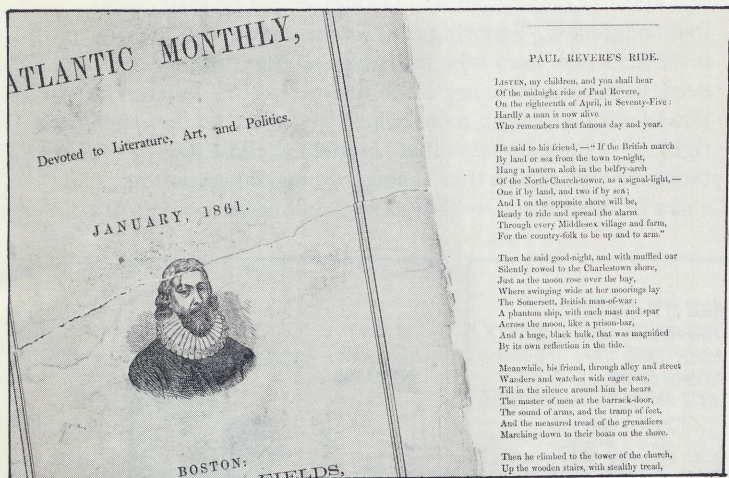 ATLANTIC MONTHLY,
Devoted to Literature, Art, and Politics.
JANUARY, 1861.
BOSTON:
FIELDS,
PAUL REVERE'S RIDE.
LISTEN, my children, and you shall hear
Of the midnight ride of Paul Revere,
On the eighteenth of April, in Seventy-Five:
Hardly a man is now alive
Who remembers that famous day and year.
He said to his friend,—"If the British march
By land or sea from the town to-night,
Hang a lantern aloft in the belfry-arch
Of the North-Church-tower, as a signal-light,—
One if by land, and two if by sea;
And I on the opposite shore will be,
Ready to ride and spread the alarm
Through every Middlesex village and farm,
For the country-folk to be up and to arm."
Then he said good-night, and with muffled oar
Silently rowed to the Charlestown shore,
Just as the moon rose over the bay,
Where swinging wide at her moorings lay
The Somersett, British man-of-war:
A phantom ship, with each mast and spar
Across the moon, like a prison-bar,
And a huge, black hulk, that was magnified
By its own reflection in the tide.
Meanwhile, his friend, through alley and street
Wanders and watches with eager ears,
Till in the silence around him he hears
The muster of men at the barrack-door,
The sound of arms, and the tramp of feet,
And the measured tread of the grenadiers
Marching down to their boats on the shore.
Then he climbed to the tower of the church,
Up the wooden stairs, with stealthy tread,